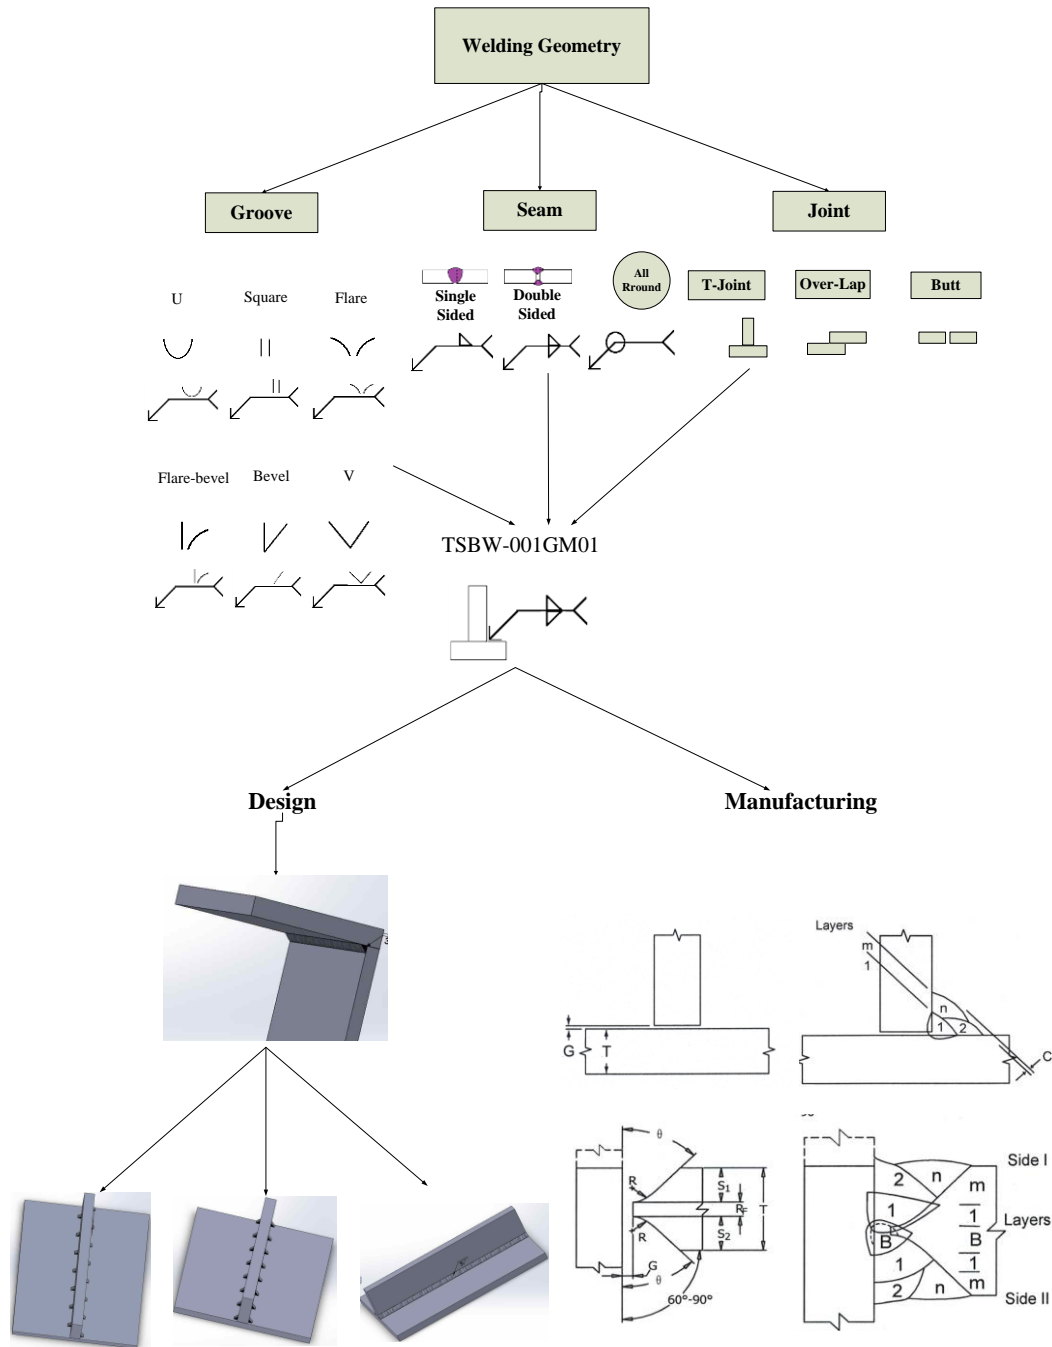 Welding Geometry
Groove
Seam
Joint
U
Square
Flare
Single
Sided
Double
Sided
All
Rround
T-Joint
Over-Lap
Butt
Flare-bevel
Bevel
V
TSBW-001GM01
Design
Manufacturing
G
T
Layers
m
1
n
1
2
C
θ
R
S1
RF
T
R
S2
G
θ
60°-90°
Side I
2
n
m
1
1
Layers
B
B
1
1
2
n
m
Side II